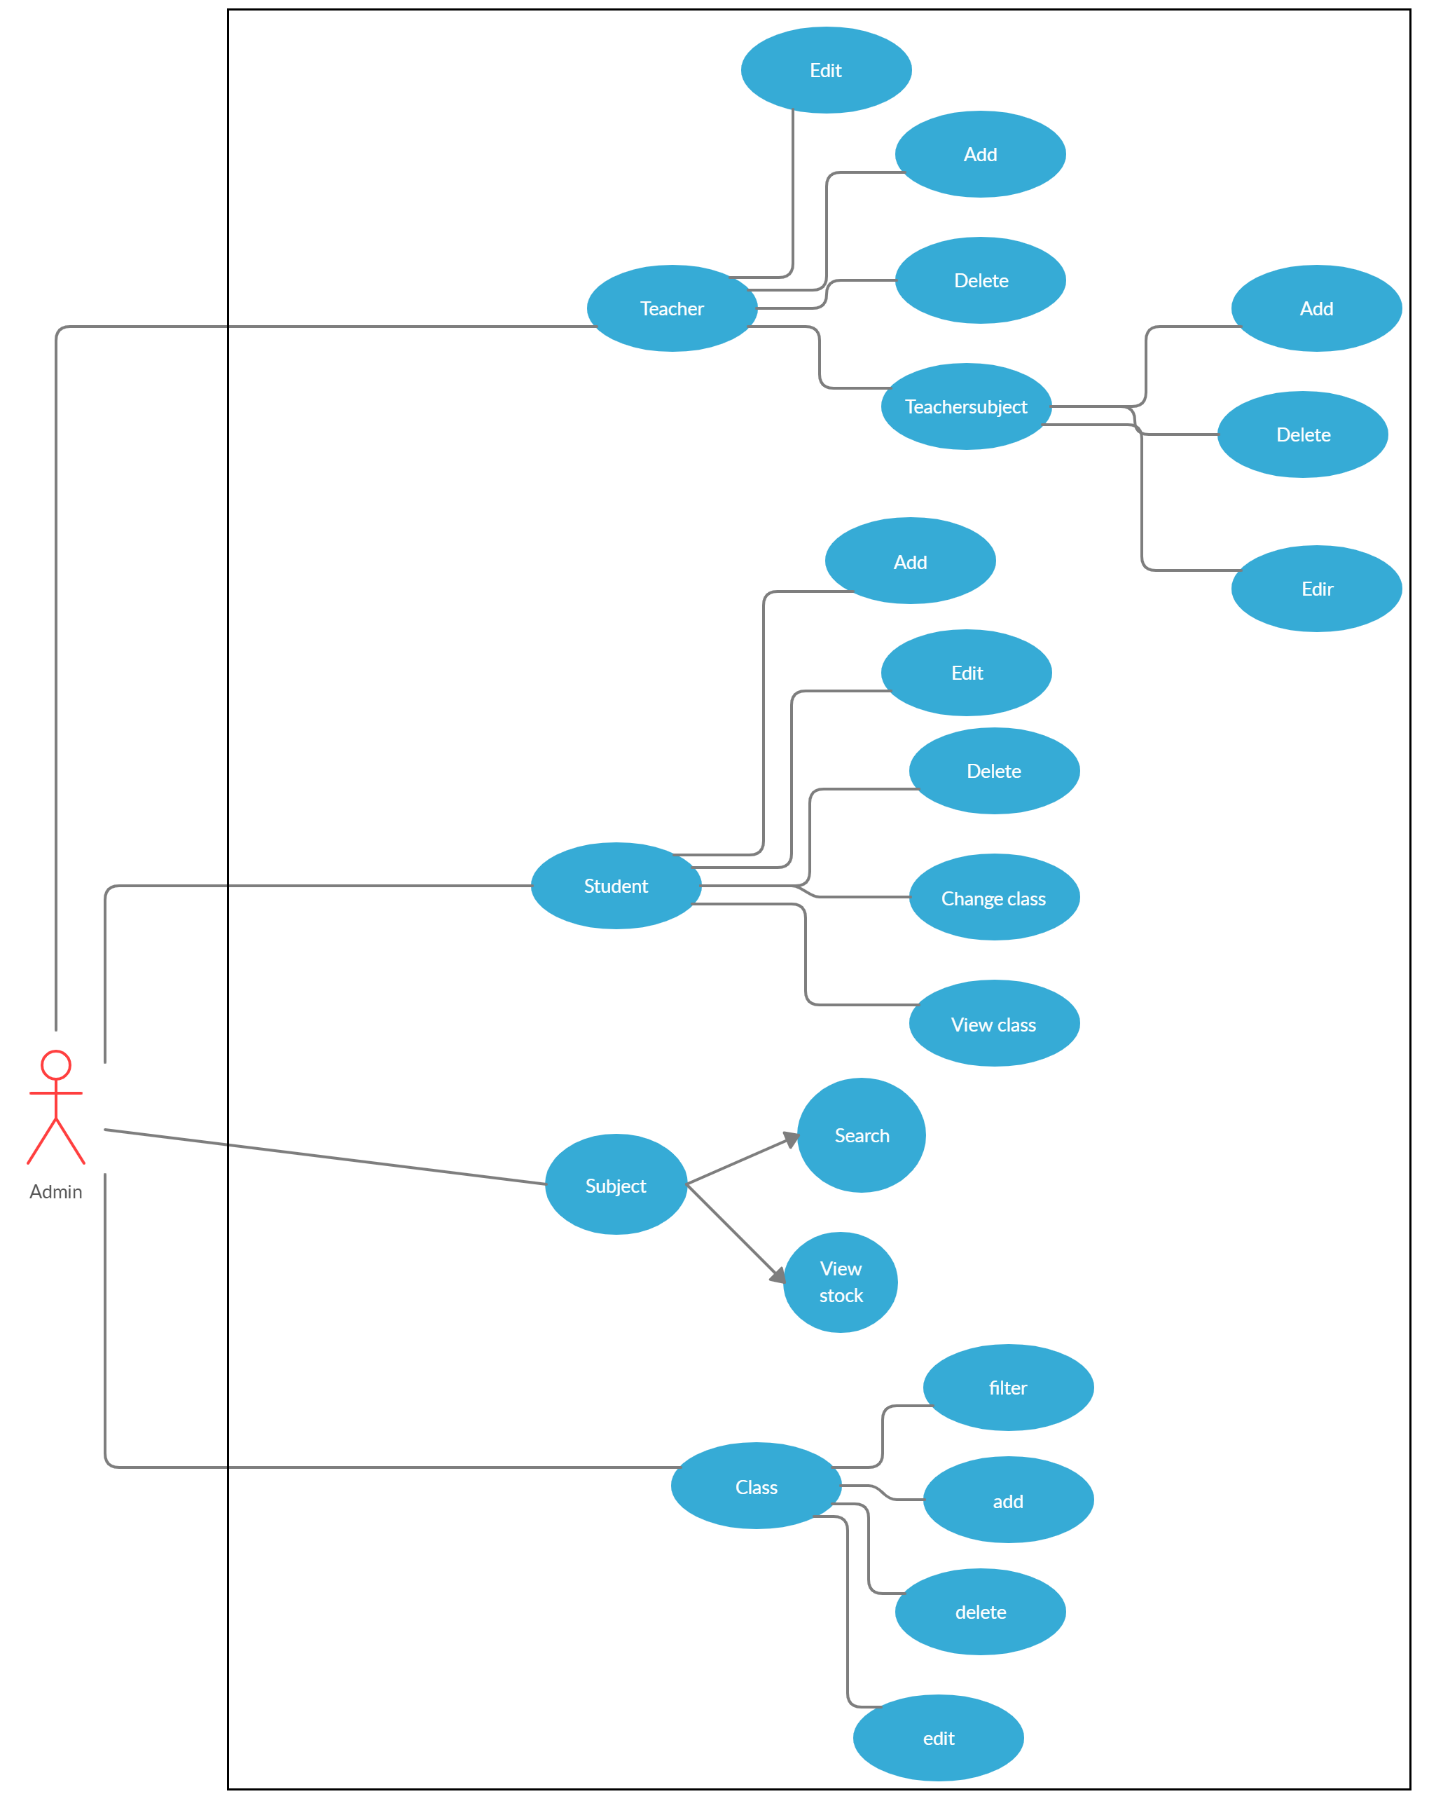 Edit
Add
Delete
Teacher
Add
Teachersubject
Delete
Add
Edir
Edit
Delete
Student
Change class
View class
Search
Admin
Subject
View
stock
filter
Class
add
delete
edit